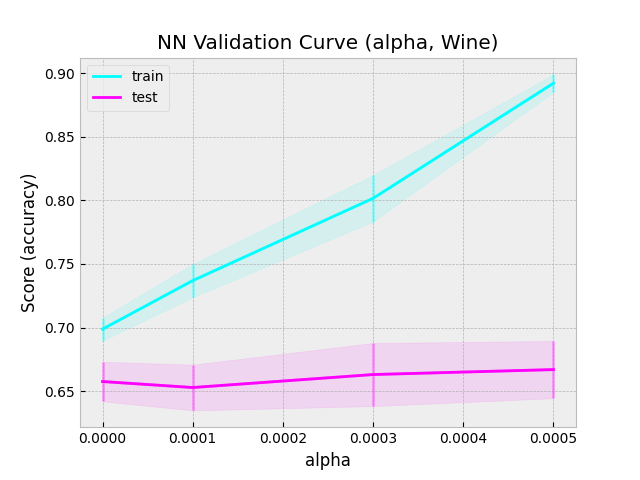 NN Validation Curve (alpha, Wine)
train
test
0.90
0.85
0.80
0.75
0.70
0.65
Score (accuracy)
0.0000 0.0001 0.0002 0.0003 0.0004 0.0005
alpha